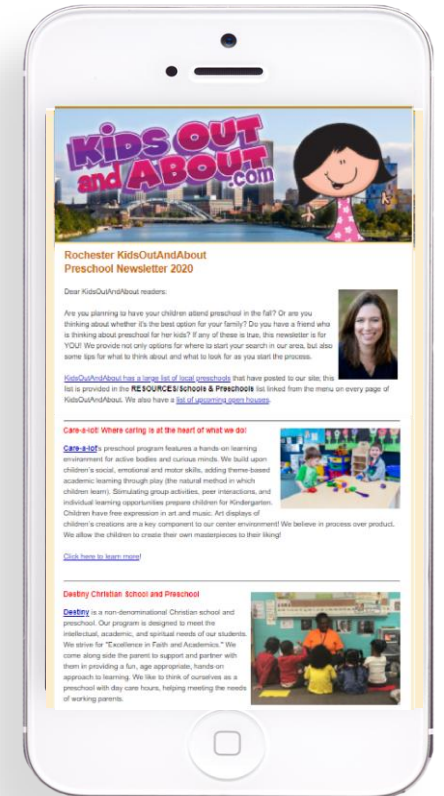 KiDS OUT
and ABOUT
.com
Rochester KidsOutAndAbout
Preschool Newsletter 2020
Dear KidsOutAndAbout readers:
Are you planning to have your children attend preschool in the fall? Or are you
thinking about whether it's the best option for your family? Do you have a friend who
is thinking about preschool for her kids? If any of these is true, this newsletter is for
YOU! We provide not only options for where to start your search in our area, but also
some tips for what to think about and what to look for as you start the process.
KidsOutAndAbout has a large list of local preschools that have posted to our site; this
list is provided in the RESOURCES/Schools & Preschools list linked from the menu on every page of
KidsOutAndAbout. We also have a list of upcoming open houses.
Care-a-lot: Where caring is at the heart of what we do!
Care-a-lot's preschool program features a hands-on learning
environment for active bodies and curious minds. We build upon
children's social, emotional and motor skills, adding theme-based
academic learning through play (the natural method in which
children learn). Stimulating group activities, peer interactions, and
individual learning opportunities prepare children for Kindergarten.
Children have free expression in art and music. Art displays of
children's creations are a key component to our center environment! We believe in process over product.
We allow the children to create their own masterpieces to their liking!
Click here to learn more!
Destiny Christian School and Preschool
Destiny is a non-denominational Christian school and
preschool. Our program is designed to meet the
intellectual, academic, and spiritual needs of our students.
We strive for "Excellence in Faith and Academics." We
come along side the parent to support and partner with
them in providing a fun, age appropriate, hands-on
approach to learning. We like to think of ourselves as a
preschool with day care hours, helping meet the needs
of working parents.